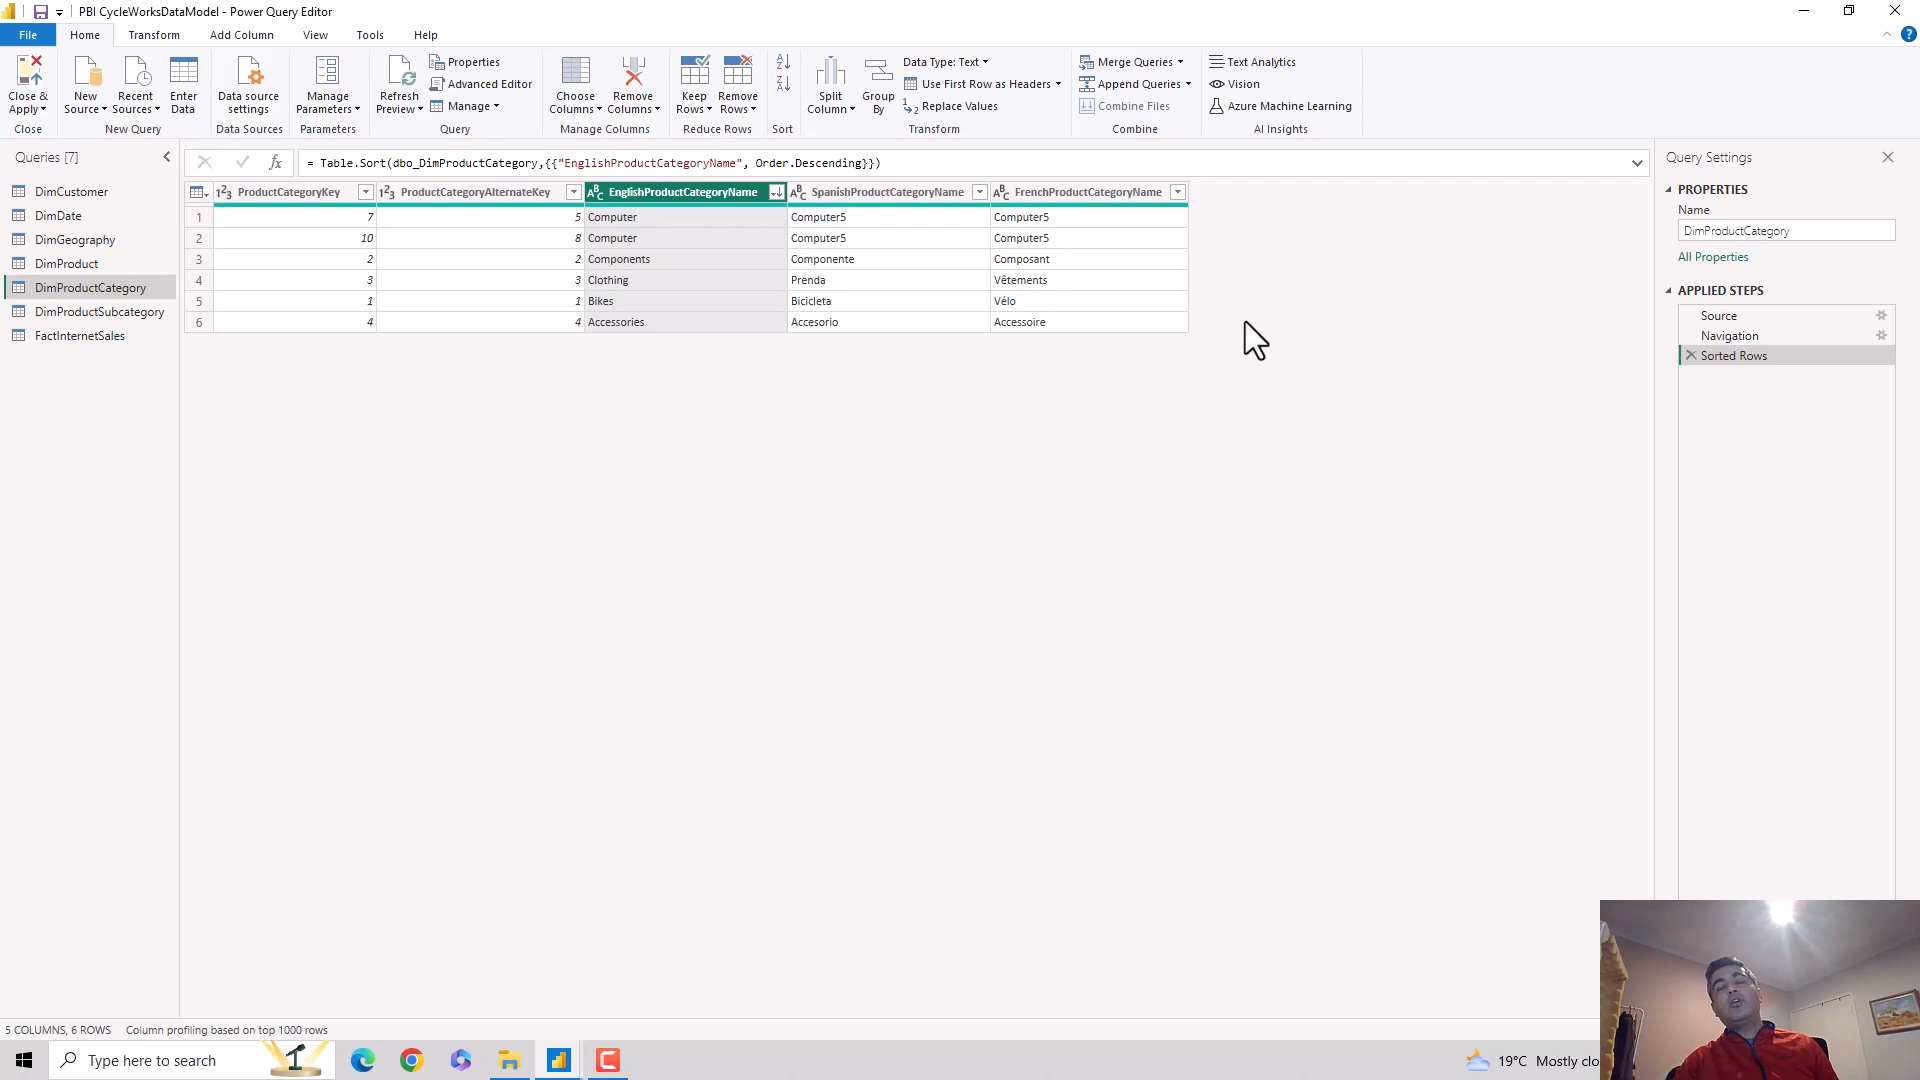 PBI CycleWorksDataModel - Power Query Editor
File Home Transform Add Column View Tools Help
Close & Apply
New Source
Recent Sources
Enter Data
Data source settings
Manage Parameters
Refresh Preview
Properties
Advanced Editor
Manage
Choose Columns
Remove Columns
Keep Rows
Remove Rows
Split Column
Group By
Data Type: Text
Use First Row as Headers
Replace Values
Merge Queries
Append Queries
Combine Files
Text Analytics
Vision
Azure Machine Learning
Close New Query Data Sources Parameters Query Manage Columns Reduce Rows Sort Transform Combine AI Insights
Queries [7]
DimCustomer
DimDate
DimGeography
DimProduct
DimProductCategory
DimProductSubcategory
FactInternetSales
fx = Table.Sort(dbo_DimProductCategory,{{"EnglishProductCategoryName", Order.Descending}})
ProductCategoryKey ProductCategoryAlternateKey EnglishProductCategoryName SpanishProductCategoryName FrenchProductCategoryName
1 7 5 Computer Computer5 Computer5
2 10 8 Computer Computer5 Computer5
3 2 2 Components Componente Composant
4 3 3 Clothing Prenda Vêtements
5 1 1 Bikes Bicicleta Vélo
6 4 4 Accessories Accesorio Accessoire
Query Settings
PROPERTIES
Name
DimProductCategory
All Properties
APPLIED STEPS
Source
Navigation
Sorted Rows
5 COLUMNS, 6 ROWS Column profiling based on top 1000 rows
Type here to search
19°C Mostly clo